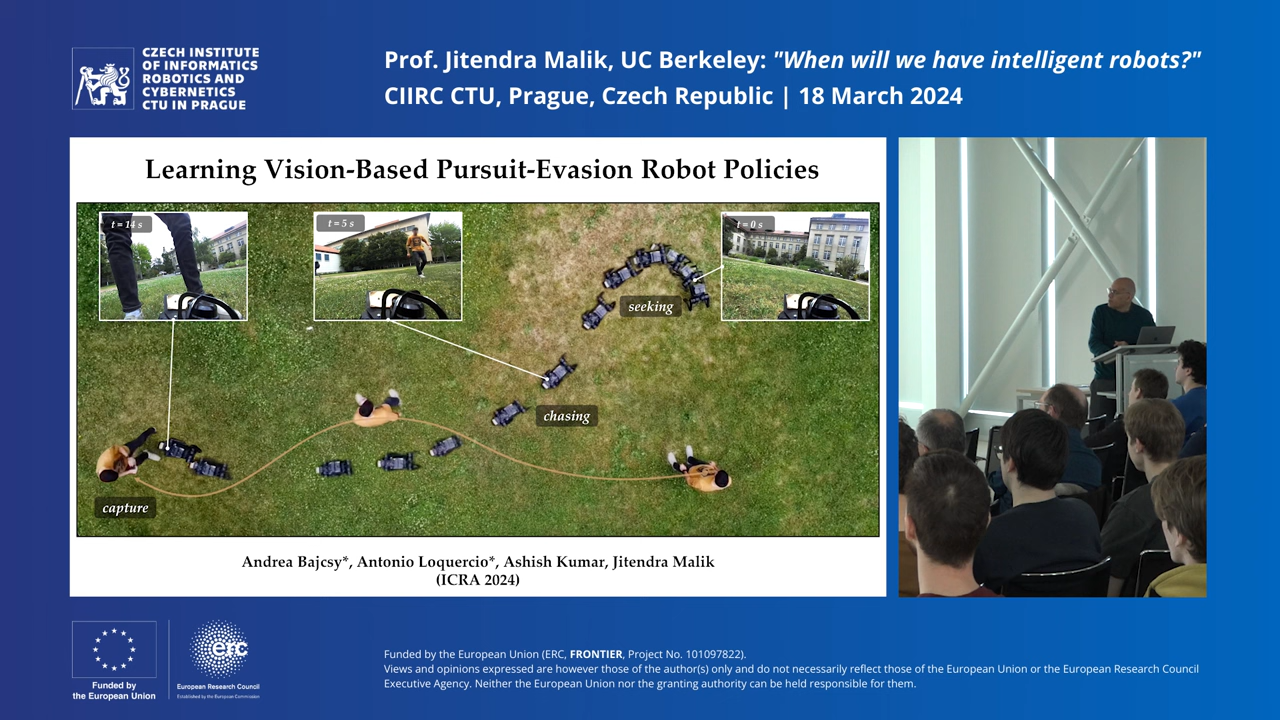 CZECH INSTITUTE
OF INFORMATICS
ROBOTICS AND
CYBERNETICS
CTU IN PRAGUE
Prof. Jitendra Malik, UC Berkeley: "When will we have intelligent robots?"
CIIRC CTU, Prague, Czech Republic | 18 March 2024
Learning Vision-Based Pursuit-Evasion Robot Policies
t = 14 s
t = 5 s
t = 0 s
seeking
chasing
capture
Andrea Bajcsy*, Antonio Loquercio*, Ashish Kumar, Jitendra Malik
(ICRA 2024)
Funded by
the European Union
erc
European Research Council
Established by the European Commission
Funded by the European Union (ERC, FRONTIER, Project No. 101097822).
Views and opinions expressed are however those of the author(s) only and do not necessarily reflect those of the European Union or the European Research Council
Executive Agency. Neither the European Union nor the granting authority can be held responsible for them.